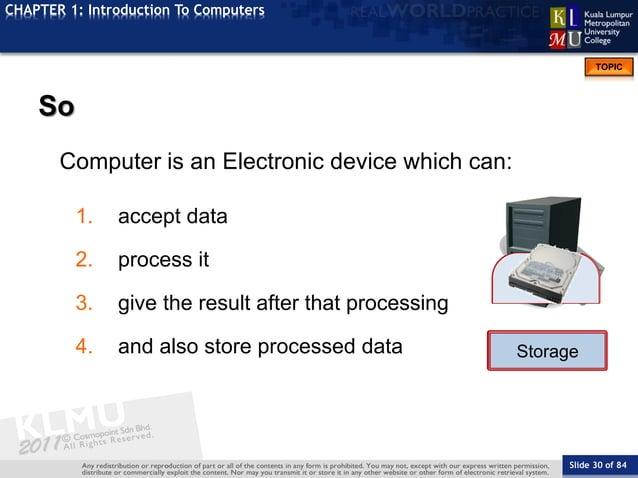 CHAPTER 1: Introduction To Computers
REALWORLDPRACTICE
KL
MU
Kuala Lumpur
Metropolitan
University
College
TOPIC
So
Computer is an Electronic device which can:
1. accept data
2. process it
3. give the result after that processing
4. and also store processed data
Storage
KLMU
2011© Cosmopoint Sdn Bhd.
All Rights Reserved.
Any redistribution or reproduction of part or all of the contents in any form is prohibited. You may not, except with our express written permission,
distribute or commercially exploit the content. Nor may you transmit it or store it in any other website or other form of electronic retrieval system.
Slide 30 of 84